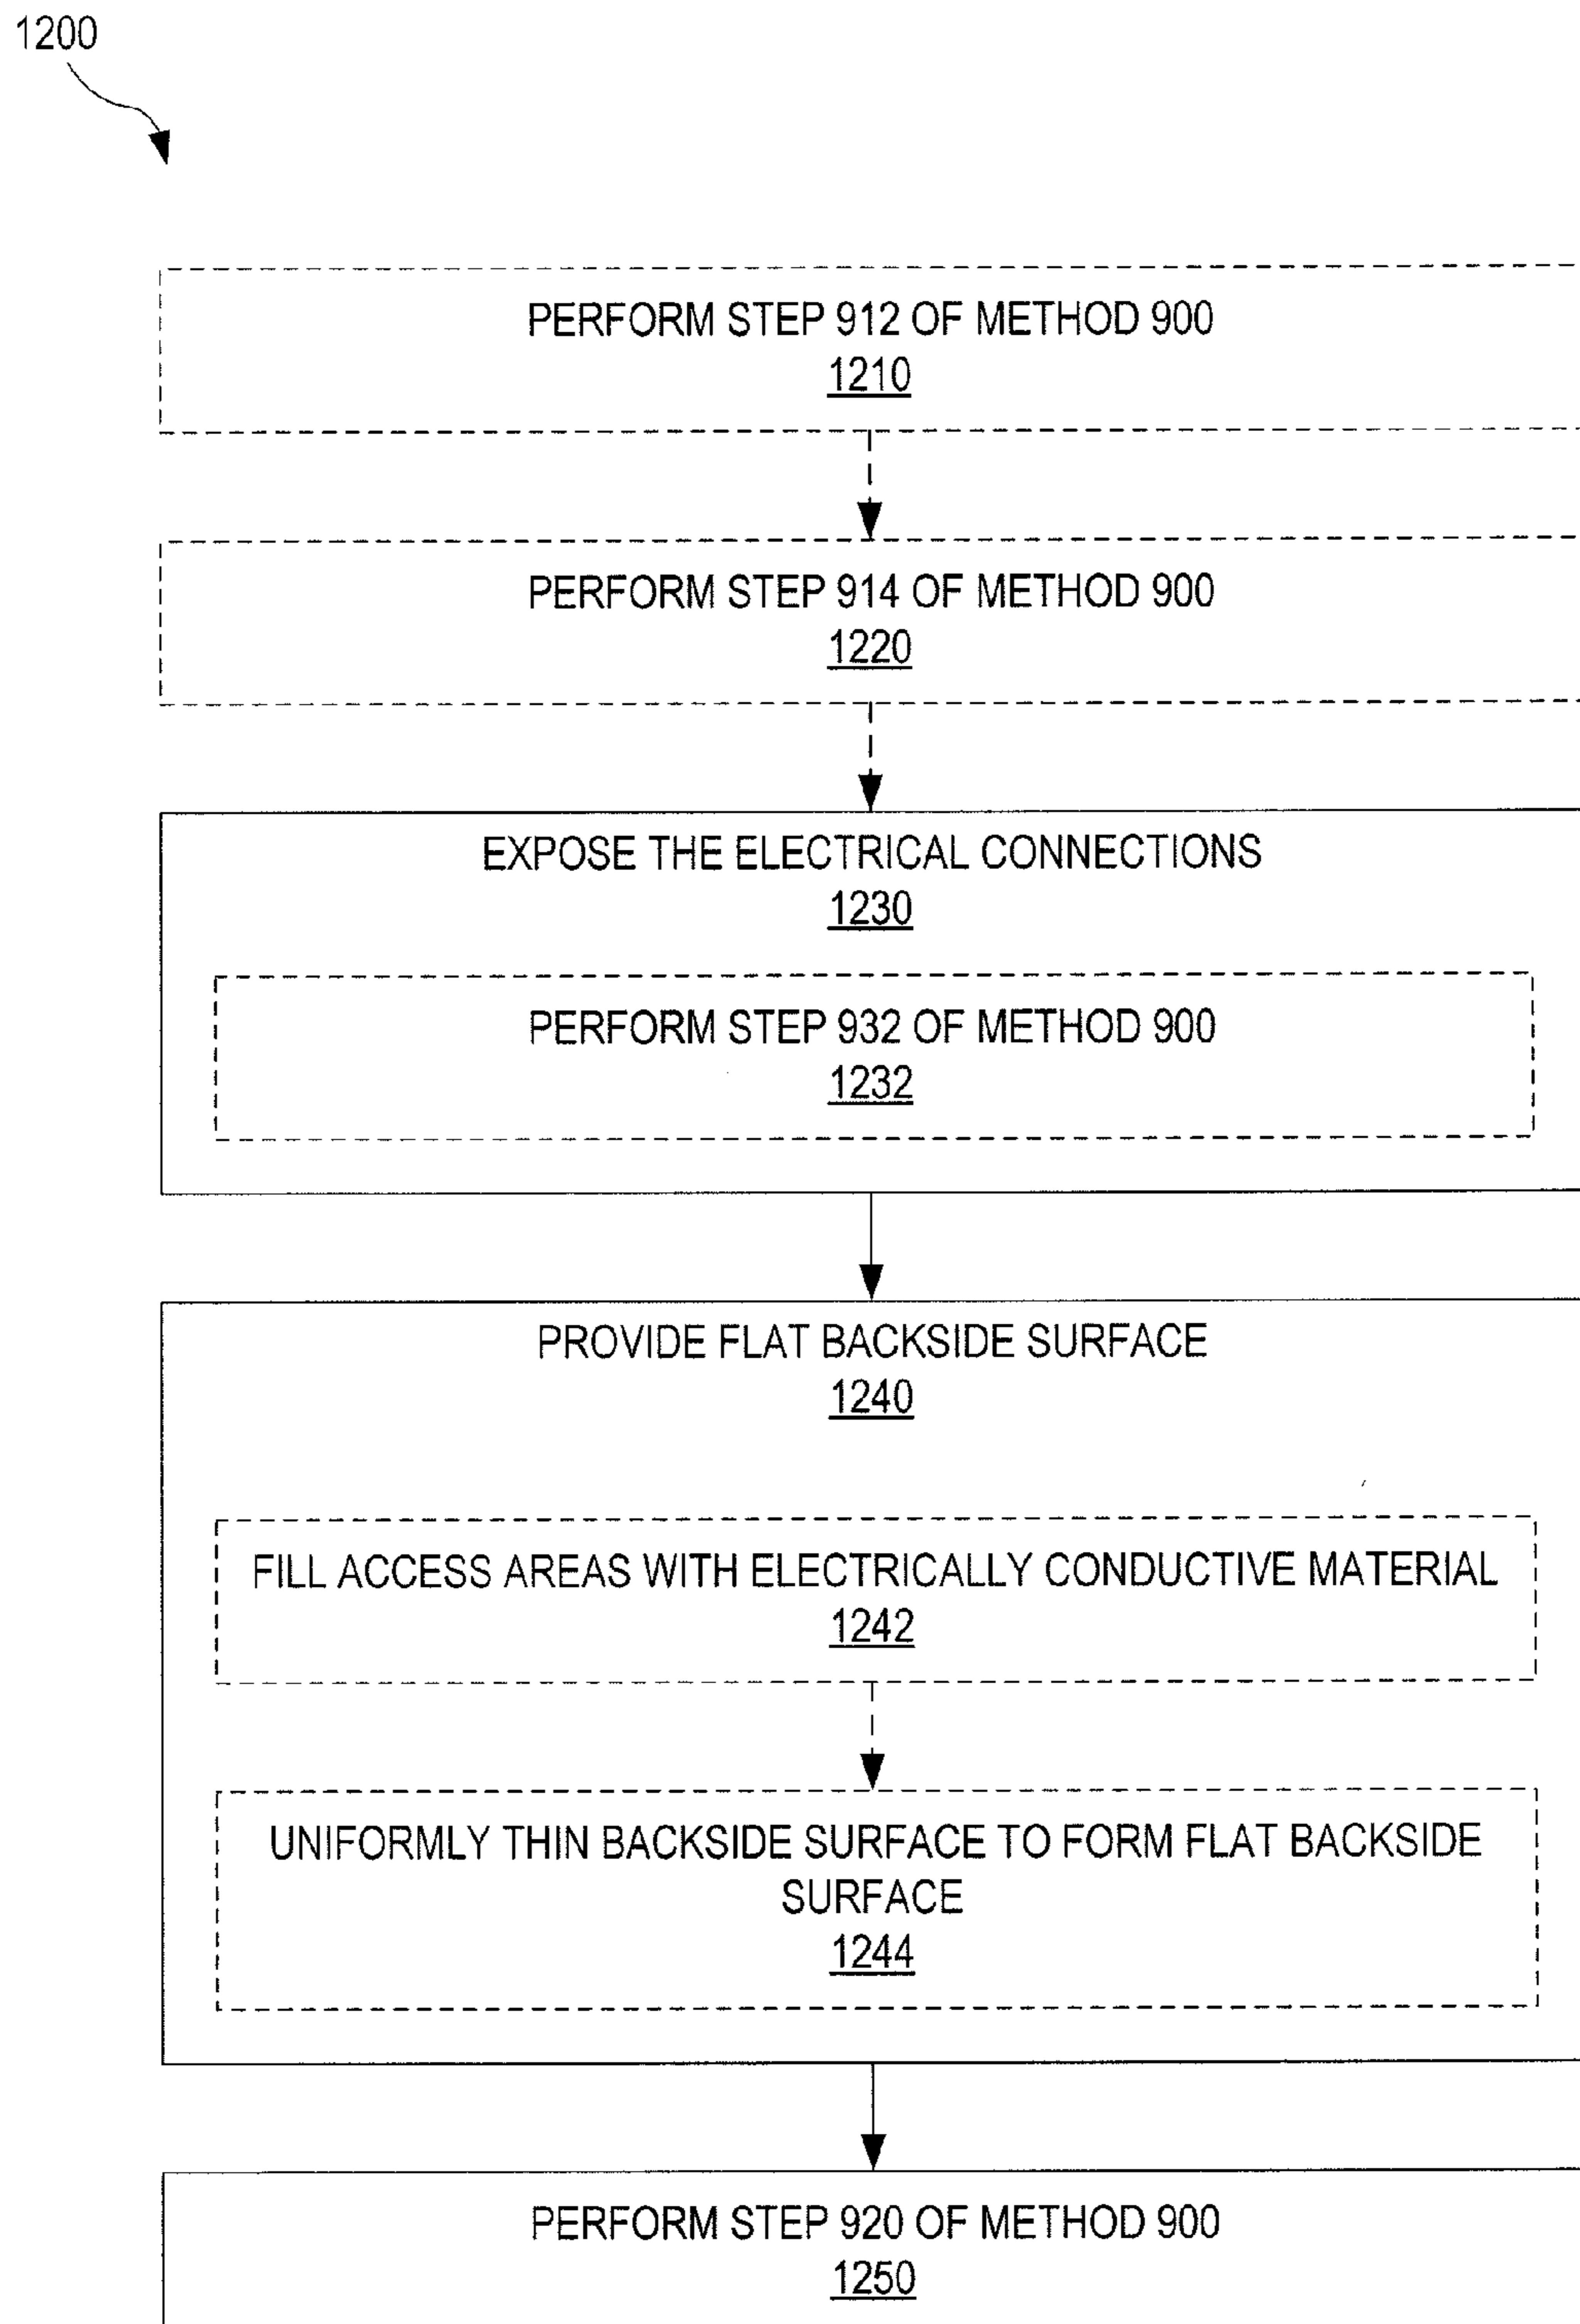 1200
PERFORM STEP 912 OF METHOD 900
1210
PERFORM STEP 914 OF METHOD 900
1220
EXPOSE THE ELECTRICAL CONNECTIONS
1230
PERFORM STEP 932 OF METHOD 900
1232
PROVIDE FLAT BACKSIDE SURFACE
1240
FILL ACCESS AREAS WITH ELECTRICALLY CONDUCTIVE MATERIAL
1242
UNIFORMLY THIN BACKSIDE SURFACE TO FORM FLAT BACKSIDE
SURFACE
1244
PERFORM STEP 920 OF METHOD 900
1250